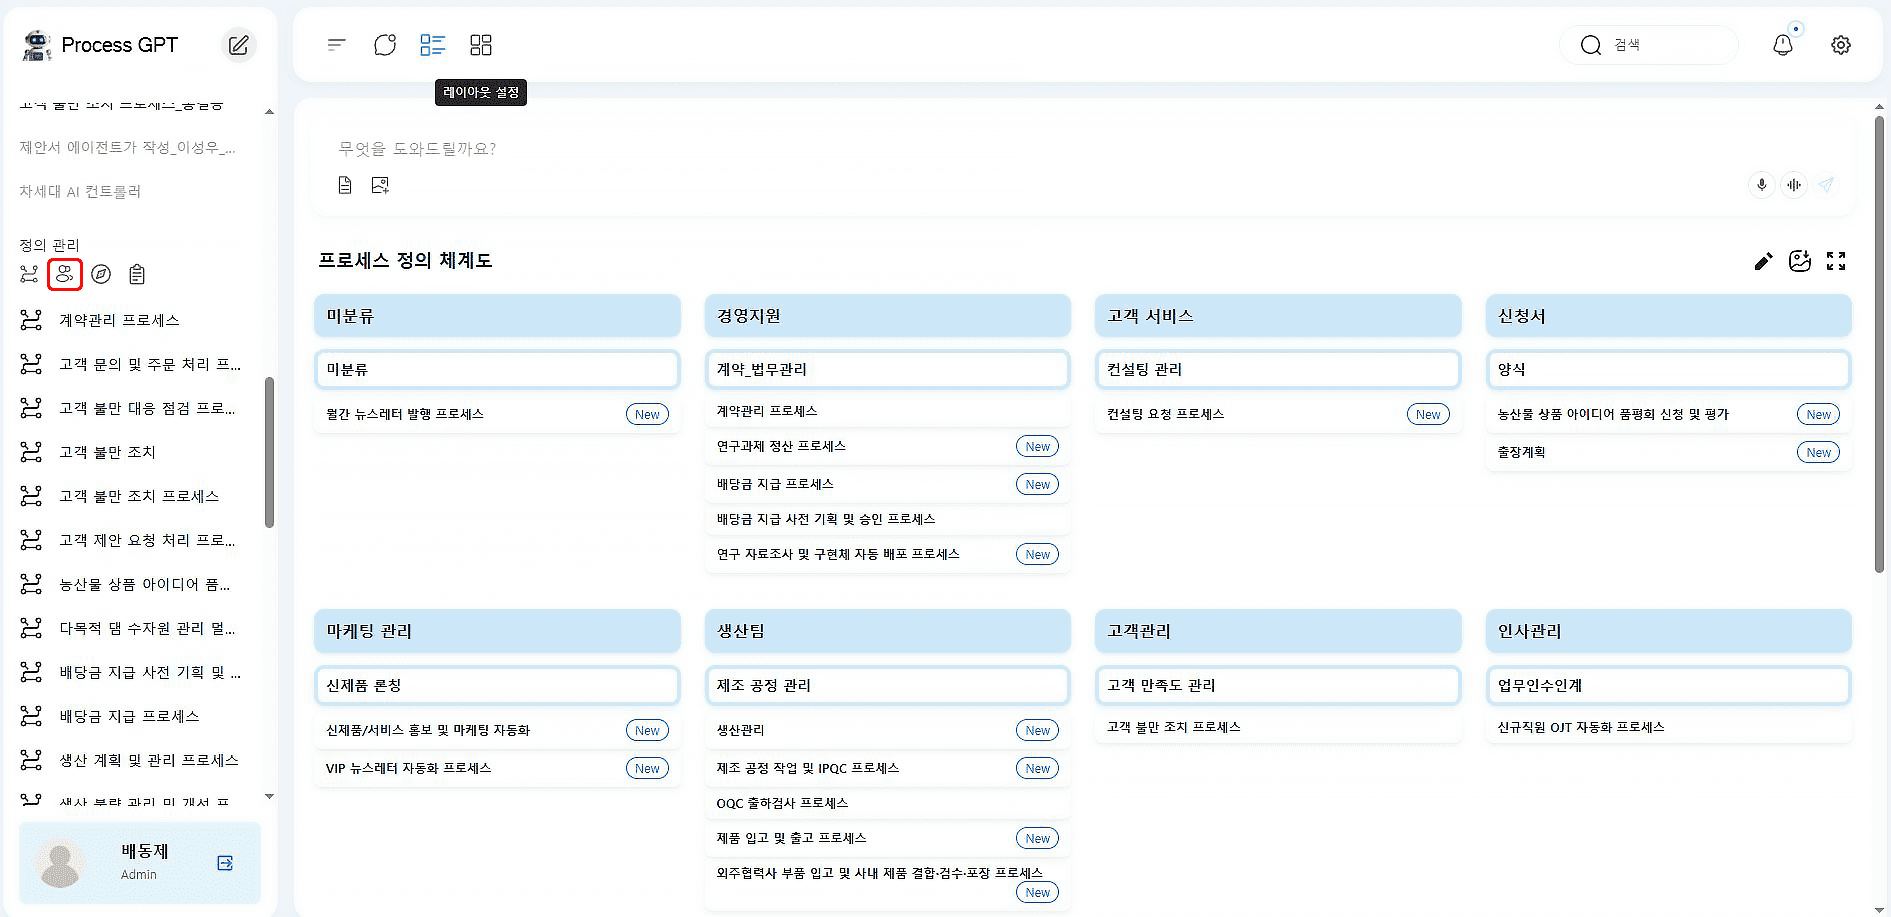 Process GPT
레이아웃 설정
검색
고객 불만 조치 프로세스_홍길동
제안서 에이전트가 작성_이성우_...
차세대 AI 컨트롤러
정의 관리
계약관리 프로세스
고객 문의 및 주문 처리 프...
고객 불만 대응 점검 프로...
고객 불만 조치
고객 불만 조치 프로세스
고객 제안 요청 처리 프로...
농산물 상품 아이디어 품...
다목적 댐 수자원 관리 멀...
배당금 지급 사전 기획 및 ...
배당금 지급 프로세스
생산 계획 및 관리 프로세스
생산 불량 관리 및 개선 프
배동제
Admin
무엇을 도와드릴까요?
프로세스 정의 체계도
미분류
미분류
월간 뉴스레터 발행 프로세스 New
경영지원
계약_법무관리
계약관리 프로세스
연구과제 정산 프로세스 New
배당금 지급 프로세스 New
배당금 지급 사전 기획 및 승인 프로세스
연구 자료조사 및 구현체 자동 배포 프로세스 New
고객 서비스
컨설팅 관리
컨설팅 요청 프로세스 New
신청서
양식
농산물 상품 아이디어 품평회 신청 및 평가 New
출장계획 New
마케팅 관리
신제품 론칭
신제품/서비스 홍보 및 마케팅 자동화 New
VIP 뉴스레터 자동화 프로세스 New
생산팀
제조 공정 관리
생산관리 New
제조 공정 작업 및 IPQC 프로세스 New
OQC 출하검사 프로세스
제품 입고 및 출고 프로세스 New
외주협력사 부품 입고 및 사내 제품 결합·검수·포장 프로세스
New
고객관리
고객 만족도 관리
고객 불만 조치 프로세스
인사관리
업무인수인계
신규직원 OJT 자동화 프로세스